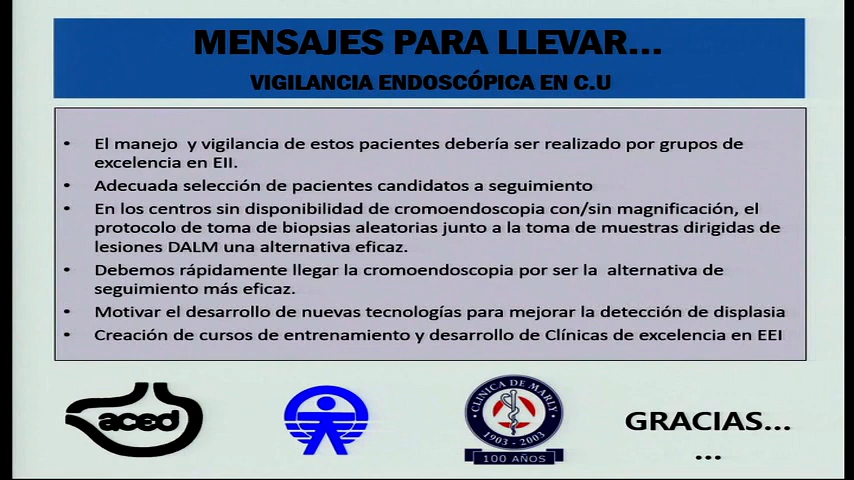 MENSAJES PARA LLEVAR...
VIGILANCIA ENDOSCÓPICA EN C.U
• El manejo y vigilancia de estos pacientes debería ser realizado por grupos de
excelencia en EII.
• Adecuada selección de pacientes candidatos a seguimiento
• En los centros sin disponibilidad de cromoendoscopia con/sin magnificación, el
protocolo de toma de biopsias aleatorias junto a la toma de muestras dirigidas de
lesiones DALM una alternativa eficaz.
• Debemos rápidamente llegar la cromoendoscopia por ser la alternativa de
seguimiento más eficaz.
• Motivar el desarrollo de nuevas tecnologías para mejorar la detección de displasia
• Creación de cursos de entrenamiento y desarrollo de Clínicas de excelencia en EEI
aced
CLINICA DE MARLY
1903 - 2003
100 AÑOS
GRACIAS...
...